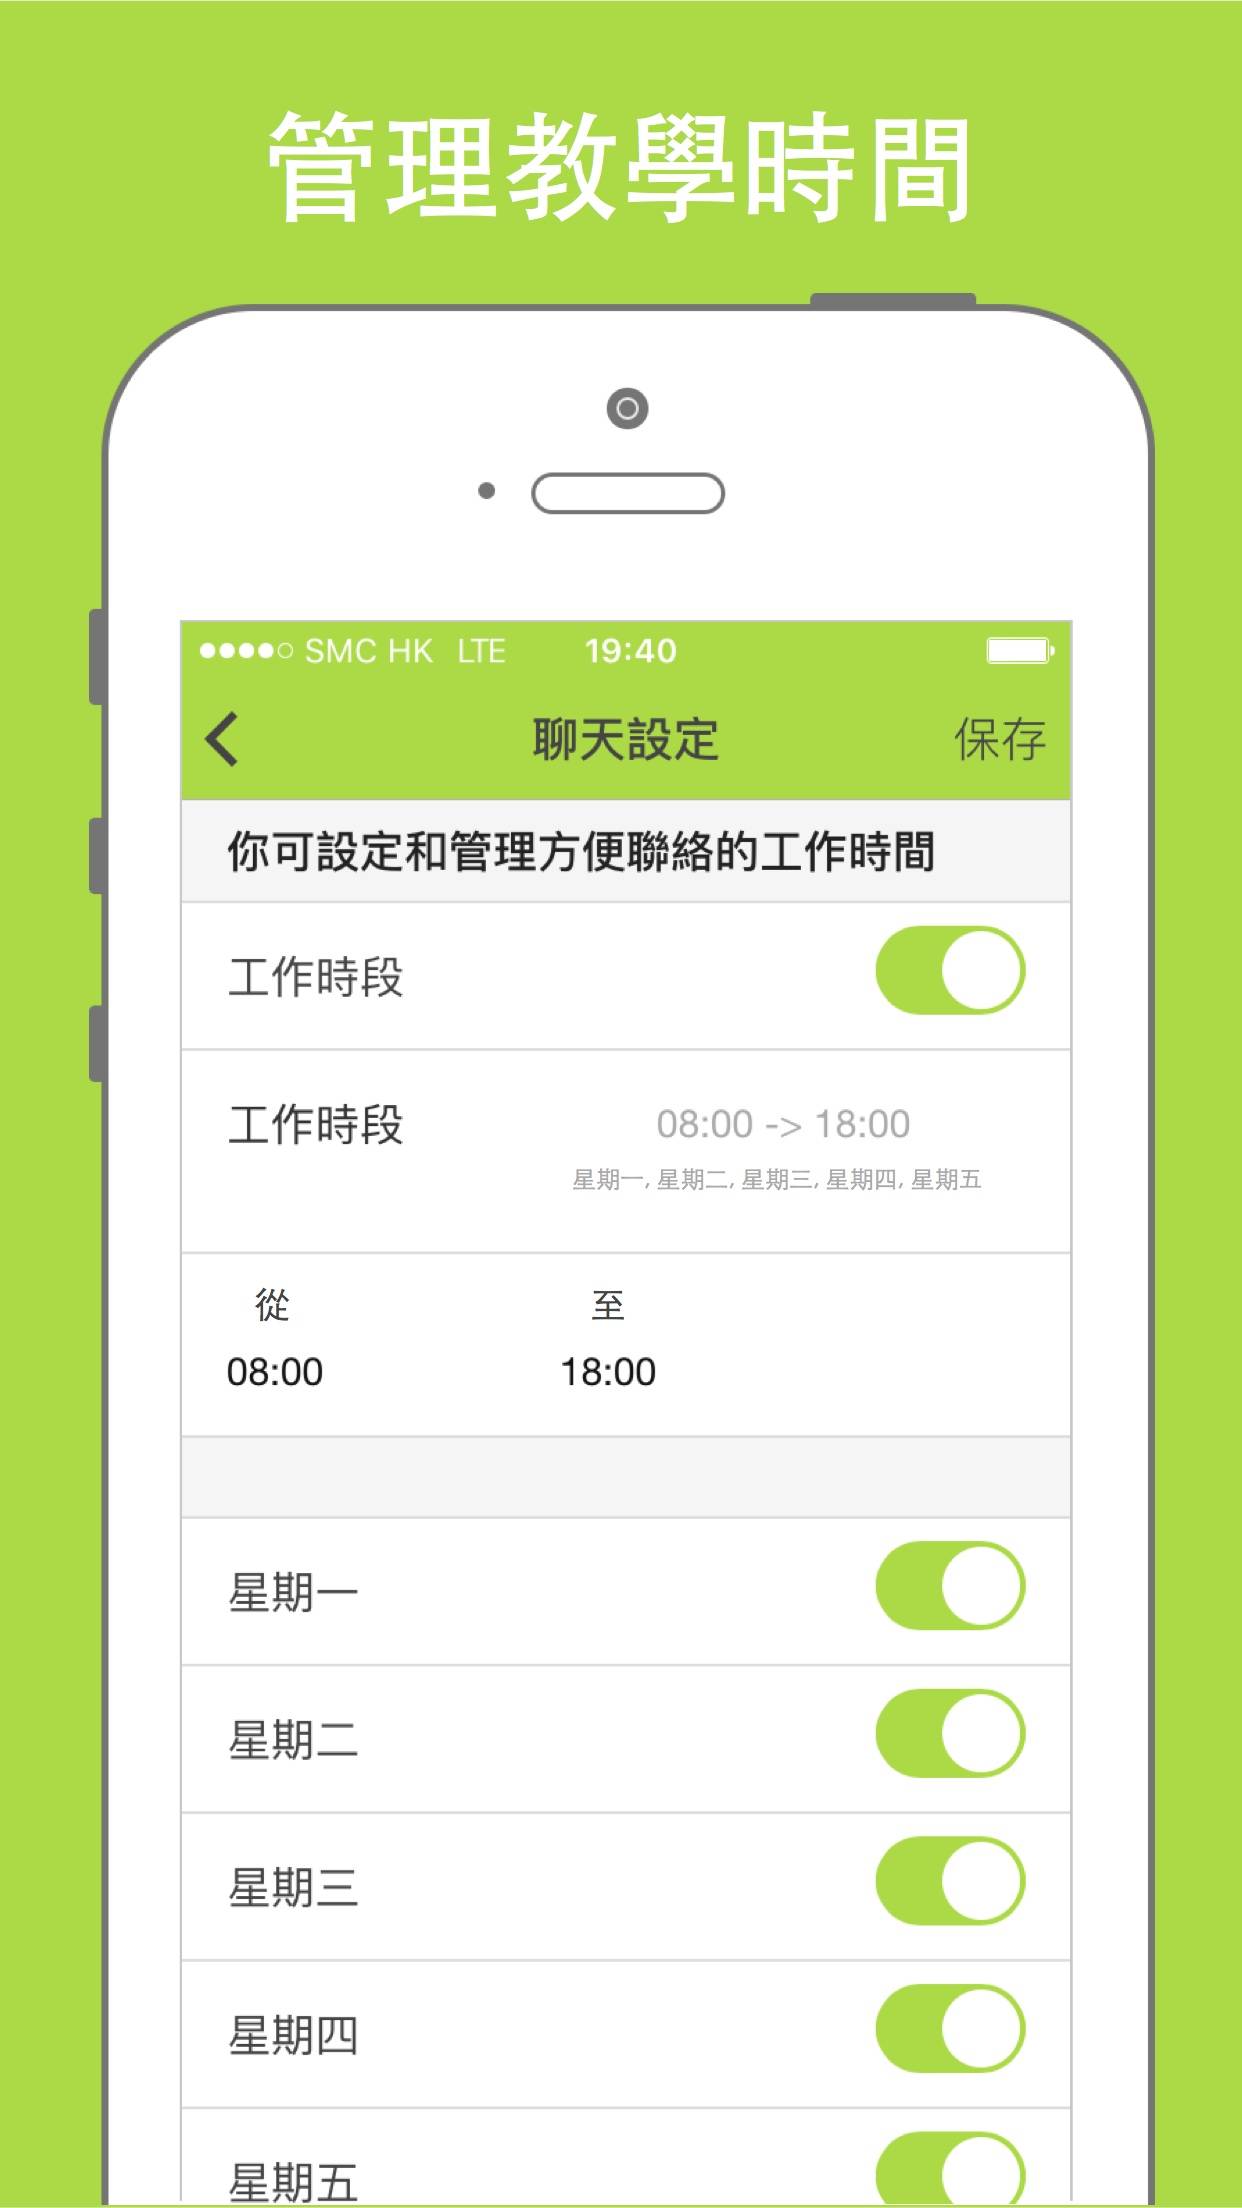 管理教學時間
SMC HK LTE 19:40
聊天設定 保存
你可設定和管理方便聯絡的工作時間
工作時段
工作時段 08:00 -> 18:00
星期一, 星期二, 星期三, 星期四, 星期五
從 至
08:00 18:00
星期一
星期二
星期三
星期四
星期五